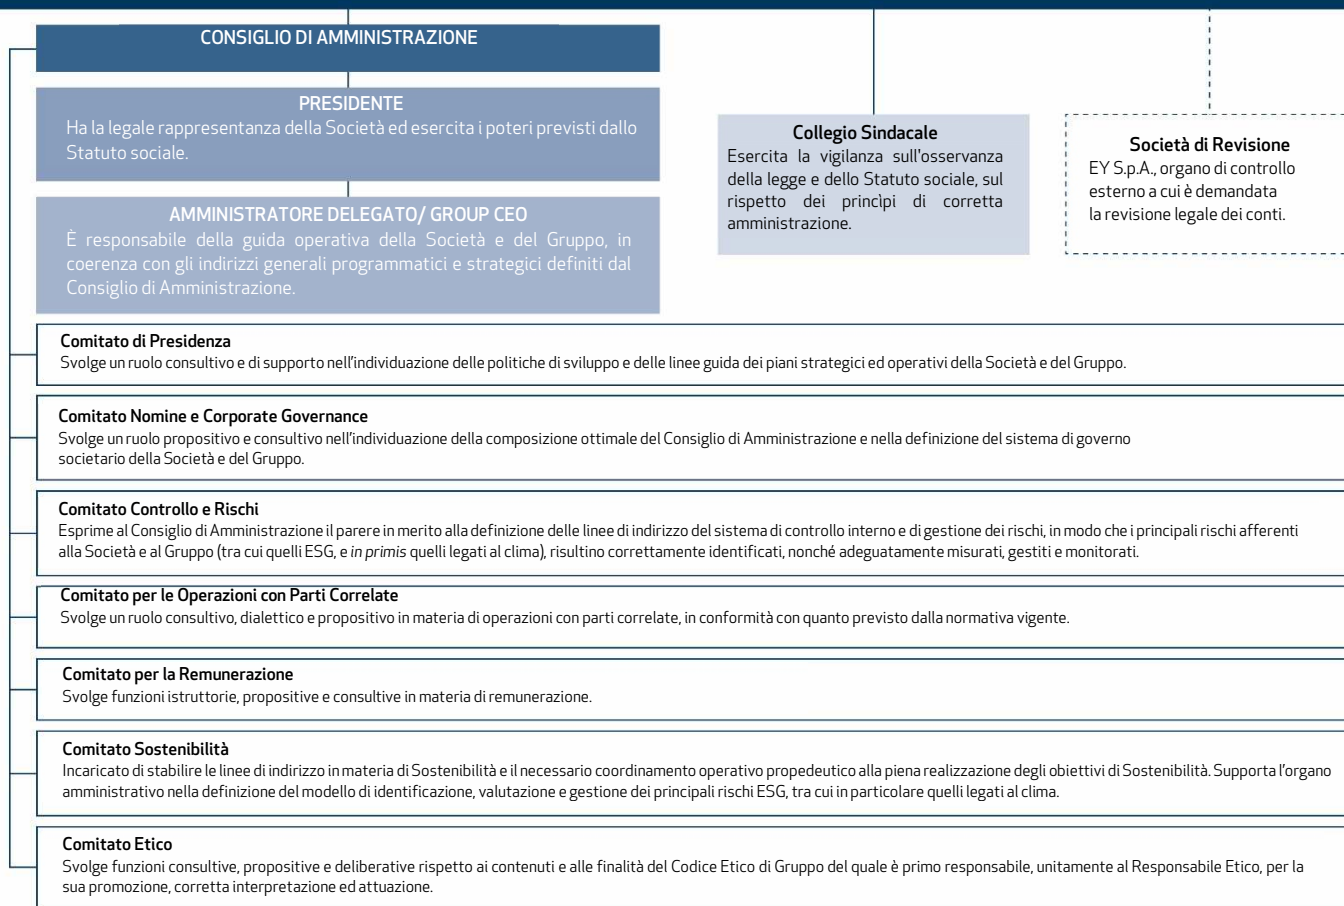 CONSIGLIO DI AMMINISTRAZIONE
PRESIDENTE
Ha la legale rappresentanza della Società ed esercita i poteri previsti dallo
Statuto sociale.
AMMINISTRATORE DELEGATO/ GROUP CEO
È responsabile della guida operativa della Società e del Gruppo, in
coerenza con gli indirizzi generali programmatici e strategici definiti dal
Consiglio di Amministrazione.
Collegio Sindacale
Esercita la vigilanza sull'osservanza
della legge e dello Statuto sociale, sul
rispetto dei princìpi di corretta
amministrazione.
Società di Revisione
EY S.p.A., organo di controllo
esterno a cui è demandata
la revisione legale dei conti.
Comitato di Presidenza
Svolge un ruolo consultivo e di supporto nell'individuazione delle politiche di sviluppo e delle linee guida dei piani strategici ed operativi della Società e del Gruppo.
Comitato Nomine e Corporate Governance
Svolge un ruolo propositivo e consultivo nell'individuazione della composizione ottimale del Consiglio di Amministrazione e nella definizione del sistema di governo
societario della Società e del Gruppo.
Comitato Controllo e Rischi
Esprime al Consiglio di Amministrazione il parere in merito alla definizione delle linee di indirizzo del sistema di controllo interno e di gestione dei rischi, in modo che i principali rischi afferenti
alla Società e al Gruppo (tra cui quelli ESG, e in primis quelli legati al clima), risultino correttamente identificati, nonché adeguatamente misurati, gestiti e monitorati.
Comitato per le Operazioni con Parti Correlate
Svolge un ruolo consultivo, dialettico e propositivo in materia di operazioni con parti correlate, in conformità con quanto previsto dalla normativa vigente.
Comitato per la Remunerazione
Svolge funzioni istruttorie, propositive e consultive in materia di remunerazione.
Comitato Sostenibilità
Incaricato di stabilire le linee di indirizzo in materia di Sostenibilità e il necessario coordinamento operativo propedeutico alla piena realizzazione degli obiettivi di Sostenibilità. Supporta l'organo
amministrativo nella definizione del modello di identificazione, valutazione e gestione dei principali rischi ESG, tra cui in particolare quelli legati al clima.
Comitato Etico
Svolge funzioni consultive, propositive e deliberative rispetto ai contenuti e alle finalità del Codice Etico di Gruppo del quale è primo responsabile, unitamente al Responsabile Etico, per la
sua promozione, corretta interpretazione ed attuazione.